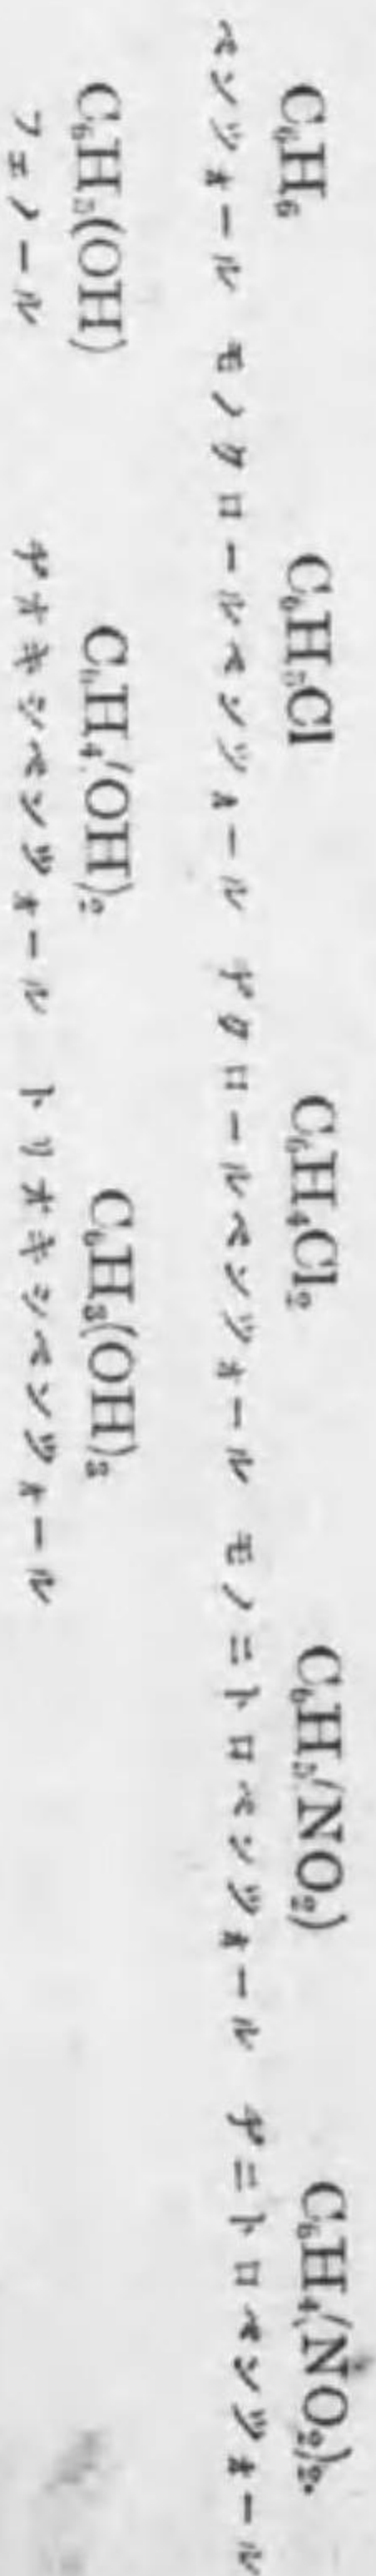 C₆H₆ C₆H₅Cl C₆H₄Cl₂ C₆H₅(NO₂) C₆H₄(NO₂)₂.
ベンツォール モノクロールベンツォール ヂクロールベンツォール モノニトロベンツォール ヂニトロベンツォール
C₆H₅(OH) C₆H₄(OH)₂ C₆H₃(OH)₃
フェノール ヂオキシベンツォール トリオキシベンツォール